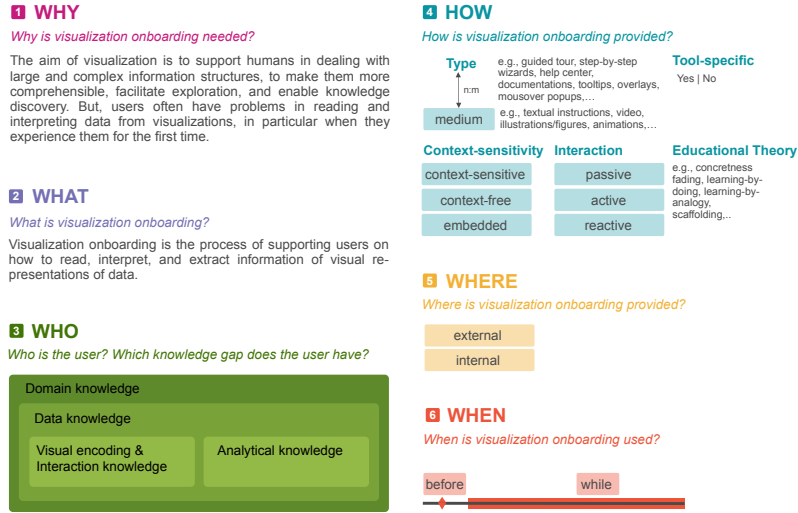 1 WHY
Why is visualization onboarding needed?
The aim of visualization is to support humans in dealing with
large and complex information structures, to make them more
comprehensible, facilitate exploration, and enable knowledge
discovery. But, users often have problems in reading and
interpreting data from visualizations, in particular when they
experience them for the first time.
2 WHAT
What is visualization onboarding?
Visualization onboarding is the process of supporting users on
how to read, interpret, and extract information of visual re-
presentations of data.
3 WHO
Who is the user? Which knowledge gap does the user have?
Domain knowledge
Data knowledge
Visual encoding &
Interaction knowledge
Analytical knowledge
4 HOW
How is visualization onboarding provided?
Type
e.g., guided tour, step-by-step
wizards, help center,
documentations, tooltips, overlays,
mousover popups,...
n:m
medium
e.g., textual instructions, video,
illustrations/figures, animations,...
Tool-specific
Yes | No
Context-sensitivity
context-sensitive
context-free
embedded
Interaction
passive
active
reactive
Educational Theory
e.g., concretness
fading, learning-by-
doing, learning-by-
analogy,
scaffolding,..
5 WHERE
Where is visualization onboarding provided?
external
internal
6 WHEN
When is visualization onboarding used?
before
while